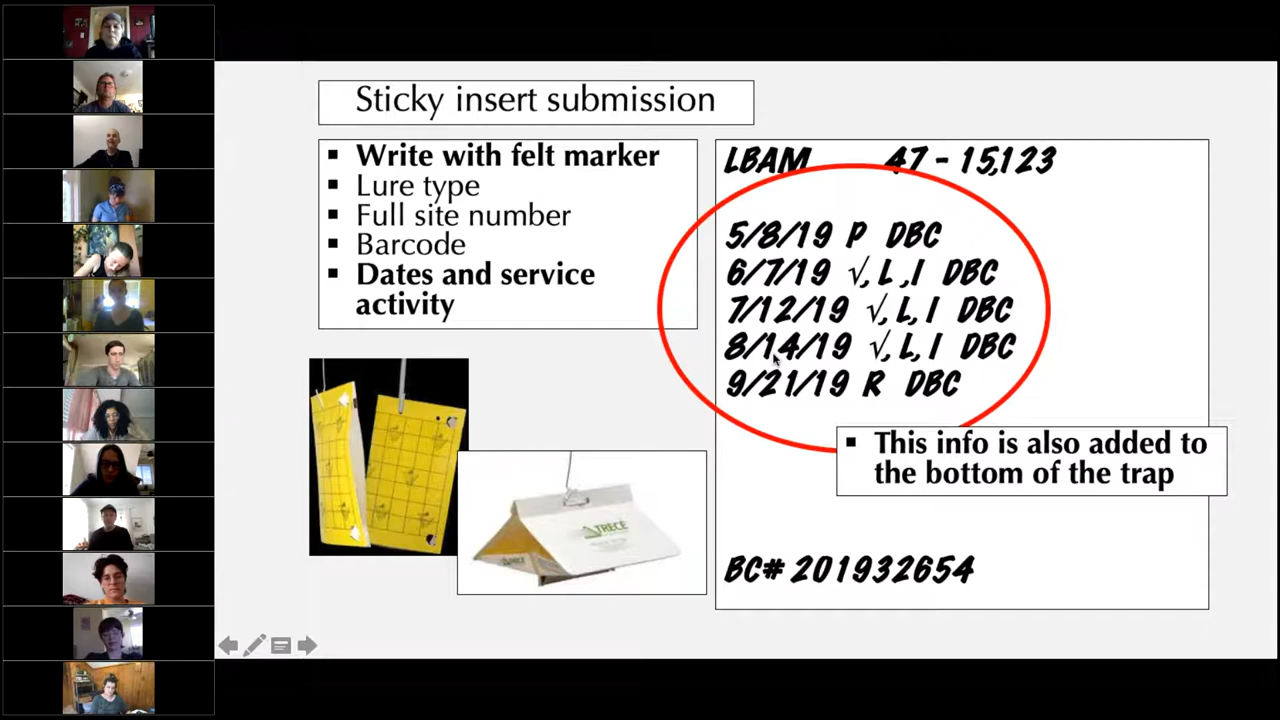 Sticky insert submission
▪ Write with felt marker
▪ Lure type
▪ Full site number
▪ Barcode
▪ Dates and service
activity
LBAM 47 - 15,123
5/8/19 P DBC
6/7/19 √, L ,I DBC
7/12/19 √, L, I DBC
8/14/19 √, L, I DBC
9/21/19 R DBC
▪ This info is also added to
the bottom of the trap
BC# 201932654
TRECE